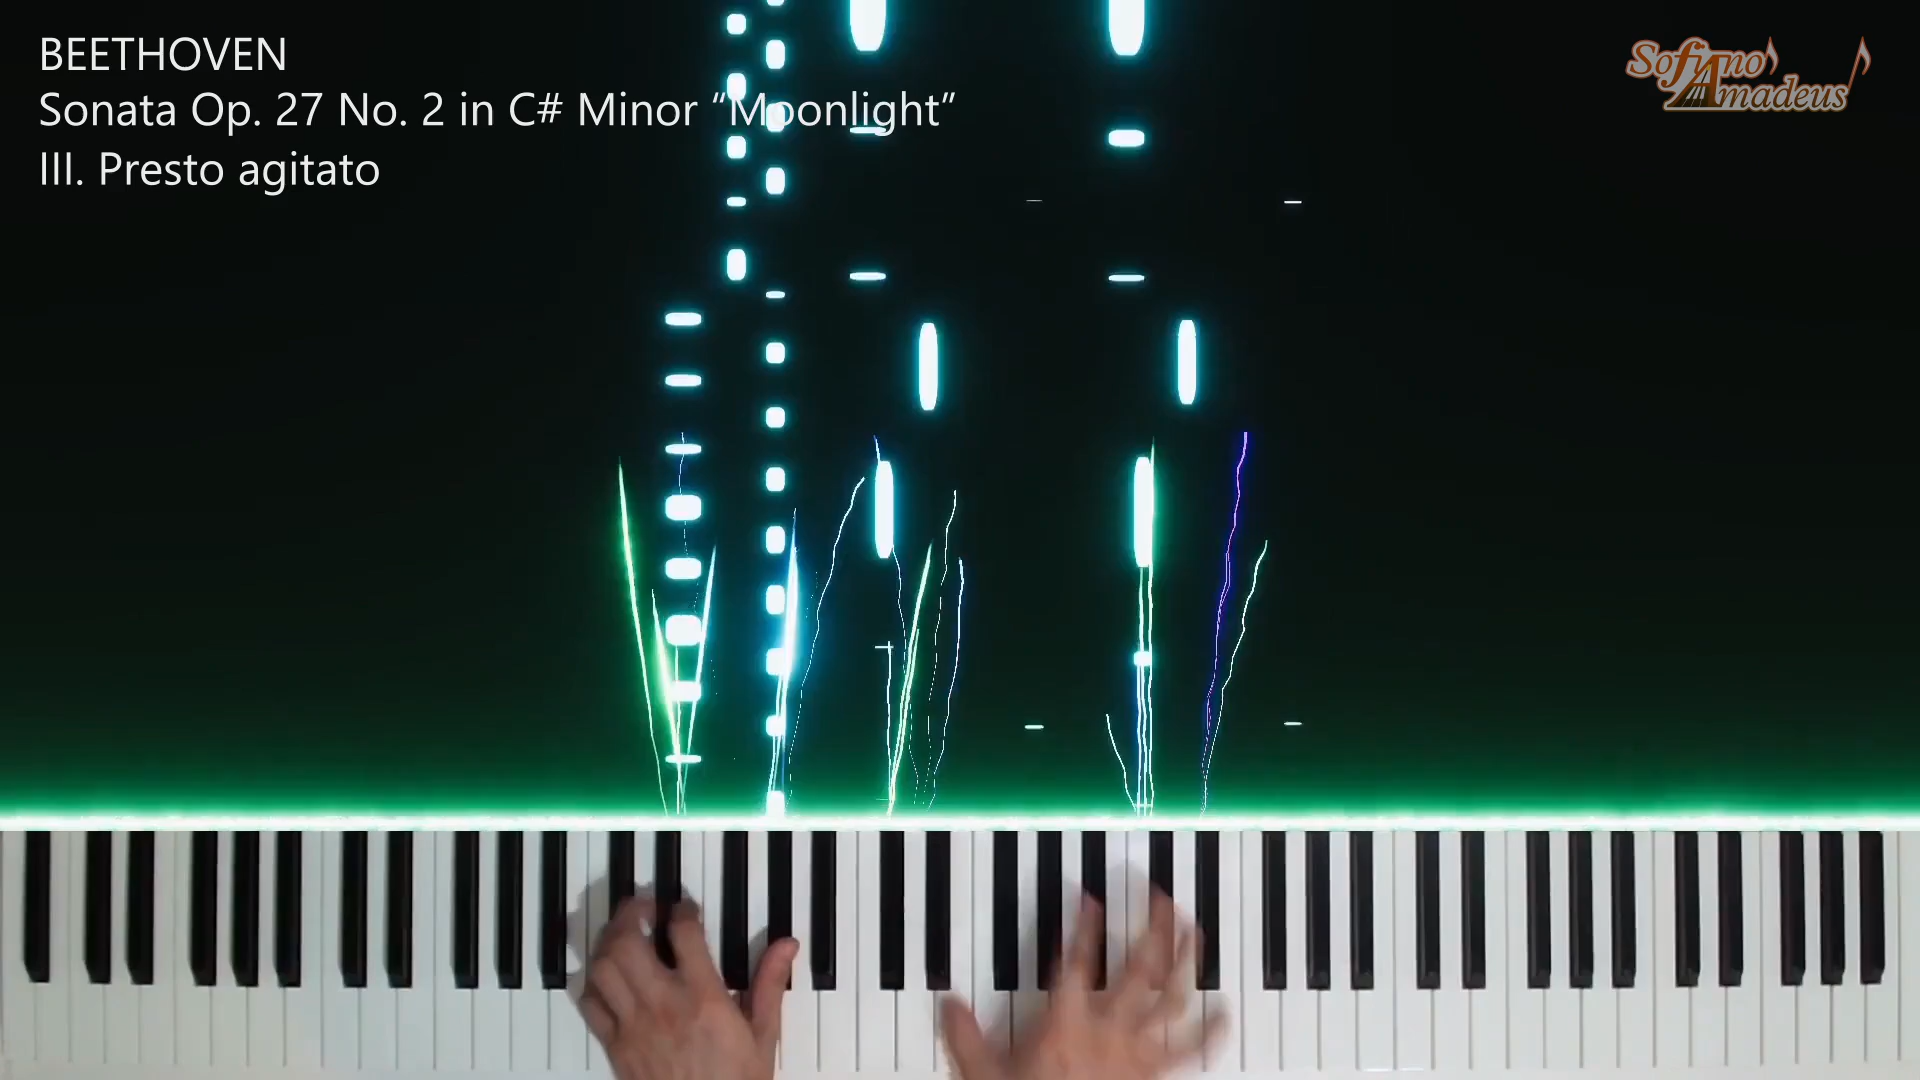 BEETHOVEN
Sonata Op. 27 No. 2 in C# Minor “Moonlight”
III. Presto agitato
Sofiano
Amadeus